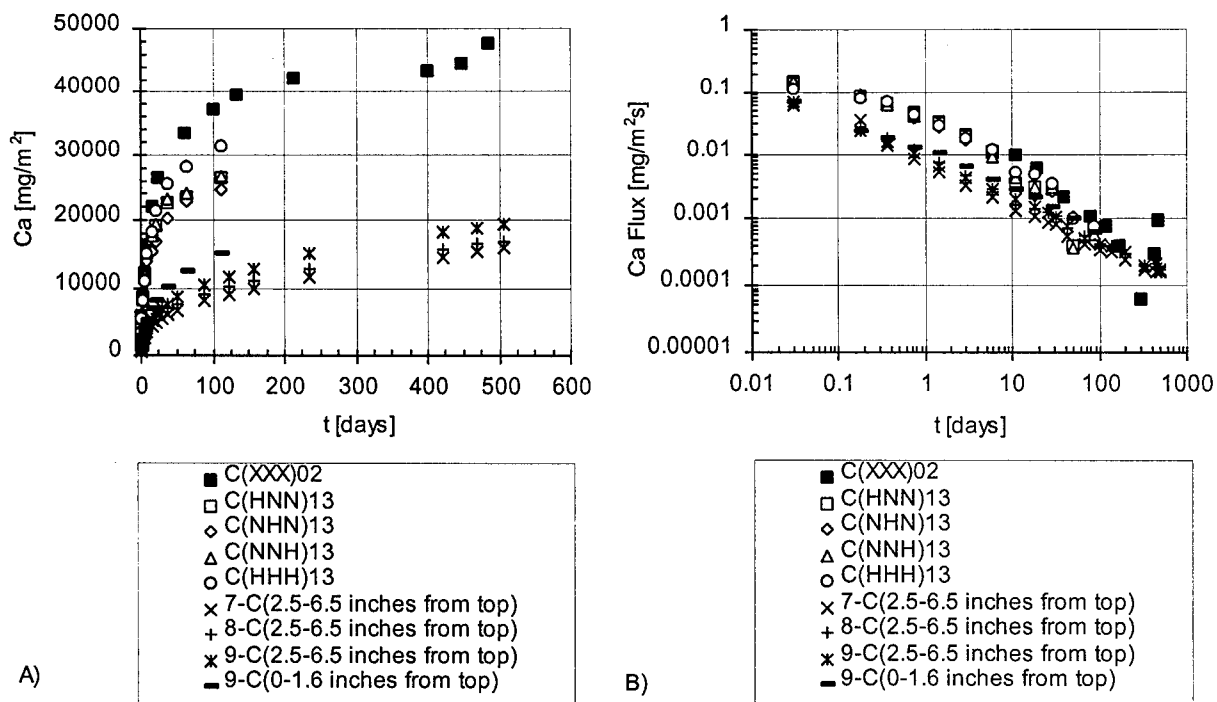 50000
40000
30000
20000
10000
0
Ca [mg/m²]
0 100 200 300 400 500 600
t [days]
■ C(XXX)02
□ C(HNN)13
◇ C(NHN)13
△ C(NNH)13
○ C(HHH)13
× 7-C(2.5-6.5 inches from top)
+ 8-C(2.5-6.5 inches from top)
ж 9-C(2.5-6.5 inches from top)
- 9-C(0-1.6 inches from top)
A)
1
0.1
0.01
0.001
0.0001
0.00001
Ca Flux [mg/m²s]
0.01 0.1 1 10 100 1000
t [days]
■ C(XXX)02
□ C(HNN)13
◇ C(NHN)13
△ C(NNH)13
○ C(HHH)13
× 7-C(2.5-6.5 inches from top)
+ 8-C(2.5-6.5 inches from top)
ж 9-C(2.5-6.5 inches from top)
- 9-C(0-1.6 inches from top)
B)